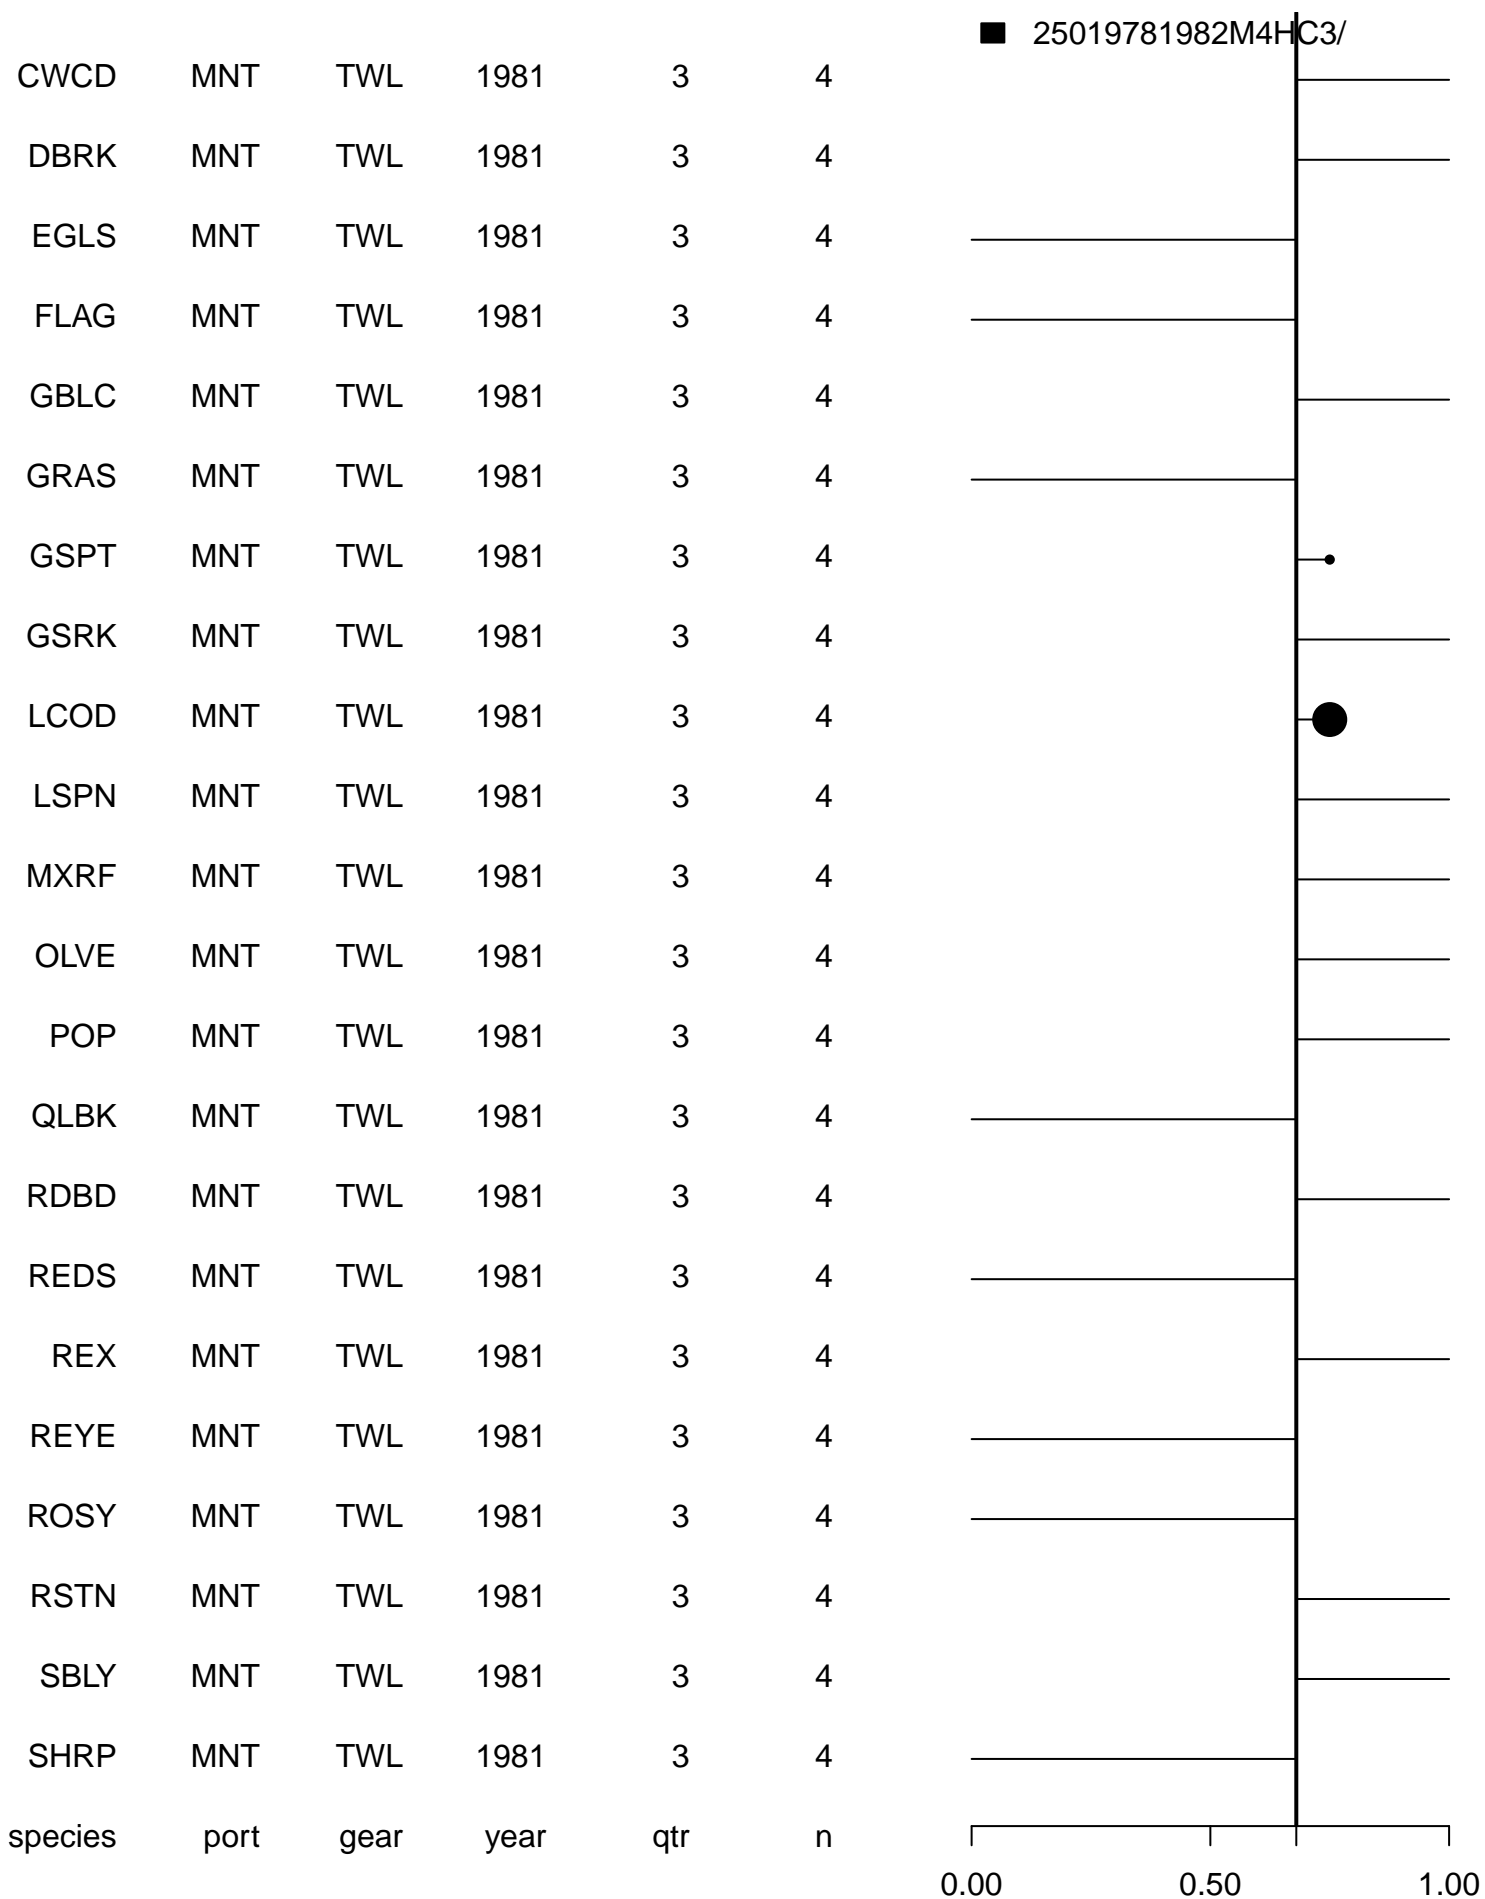 25019781982M4HC3/
CWCD MNT TWL 1981 3 4
DBRK MNT TWL 1981 3 4
EGLS MNT TWL 1981 3 4
FLAG MNT TWL 1981 3 4
GBLC MNT TWL 1981 3 4
GRAS MNT TWL 1981 3 4
GSPT MNT TWL 1981 3 4
GSRK MNT TWL 1981 3 4
LCOD MNT TWL 1981 3 4
LSPN MNT TWL 1981 3 4
MXRF MNT TWL 1981 3 4
OLVE MNT TWL 1981 3 4
POP MNT TWL 1981 3 4
QLBK MNT TWL 1981 3 4
RDBD MNT TWL 1981 3 4
REDS MNT TWL 1981 3 4
REX MNT TWL 1981 3 4
REYE MNT TWL 1981 3 4
ROSY MNT TWL 1981 3 4
RSTN MNT TWL 1981 3 4
SBLY MNT TWL 1981 3 4
SHRP MNT TWL 1981 3 4
species port gear year qtr n
0.00 0.50 1.00